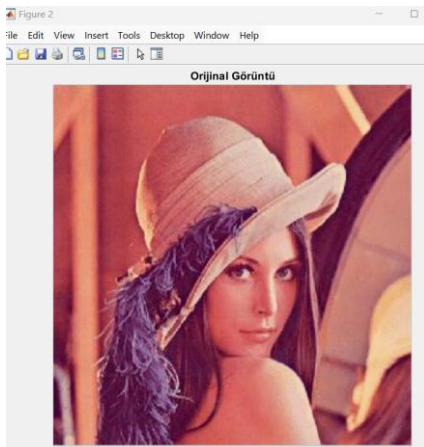 Figure 2
File Edit View Insert Tools Desktop Window Help
Orijinal Görüntü